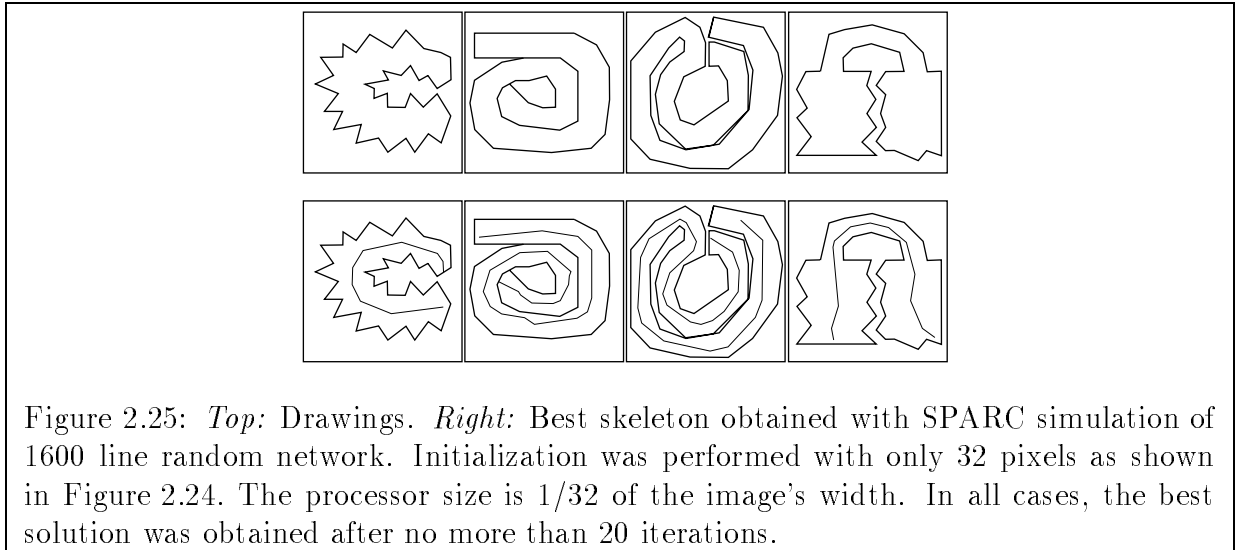 Figure 2.25: Top: Drawings. Right: Best skeleton obtained with SPARC simulation of
1600 line random network. Initialization was performed with only 32 pixels as shown
in Figure 2.24. The processor size is 1/32 of the image's width. In all cases, the best
solution was obtained after no more than 20 iterations.